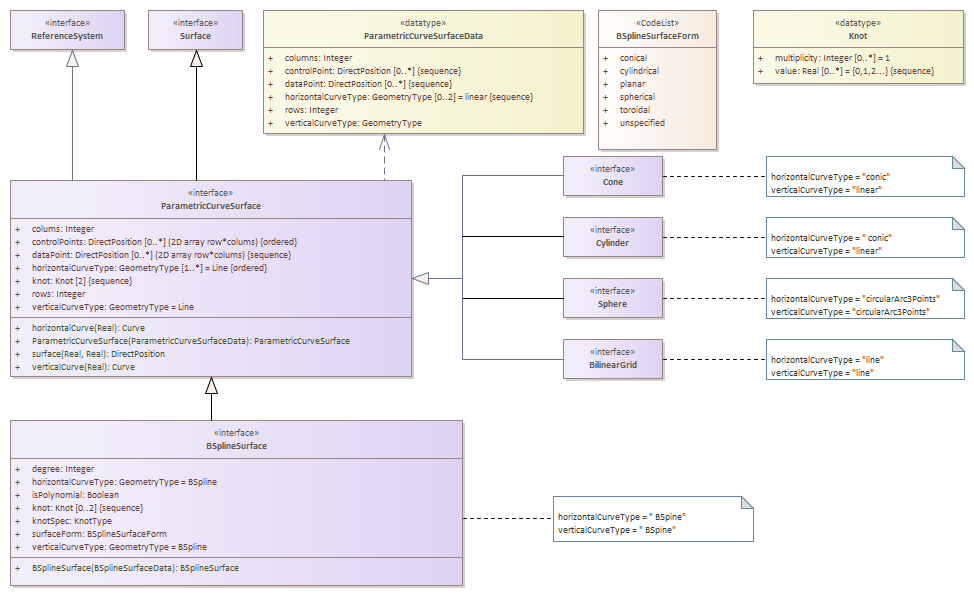 «interface»
ReferenceSystem
«interface»
Surface
«datatype»
ParametricCurveSurfaceData
+ columns: Integer
+ controlPoint: DirectPosition [0..*] {sequence}
+ dataPoint: DirectPosition [0..*] {sequence}
+ horizontalCurveType: GeometryType [0..2] = linear {sequence}
+ rows: Integer
+ verticalCurveType: GeometryType
«CodeList»
BSplineSurfaceForm
+ conical
+ cylindrical
+ planar
+ spherical
+ toroidal
+ unspecified
«datatype»
Knot
+ multiplicity: Integer [0..*] = 1
+ value: Real [0..*] = {0,1,2...} {sequence}
«interface»
ParametricCurveSurface
+ colums: Integer
+ controlPoints: DirectPosition [0..*] (2D array row*colums) {ordered}
+ dataPoint: DirectPosition [0..*] (2D array row*colums) {sequence}
+ horizontalCurveType: GeometryType [1..*] = Line {ordered}
+ knot: Knot [2] {sequence}
+ rows: Integer
+ verticalCurveType: GeometryType = Line
+ horizontalCurve(Real): Curve
+ ParametricCurveSurface(ParametricCurveSurfaceData): ParametricCurveSurface
+ surface(Real, Real): DirectPosition
+ verticalCurve(Real): Curve
«interface»
Cone
horizontalCurveType = "conic"
verticalCurveType = "linear"
«interface»
Cylinder
horizontalCurveType = " conic"
verticalCurveType = "linear"
«interface»
Sphere
horizontalCurveType = "circularArc3Points"
verticalCurveType = "circularArc3Points"
«interface»
BilinearGrid
horizontalCurveType = "line"
verticalCurveType = "line"
«interface»
BSplineSurface
+ degree: Integer
+ horizontalCurveType: GeometryType = BSpline
+ isPolynomial: Boolean
+ knot: Knot [0..2] {sequence}
+ knotSpec: KnotType
+ surfaceForm: BSplineSurfaceForm
+ verticalCurveType: GeometryType = BSpline
+ BSplineSurface(BSplineSurfaceData): BSplineSurface
horizontalCurveType = " BSpine"
verticalCurveType = " BSpine"